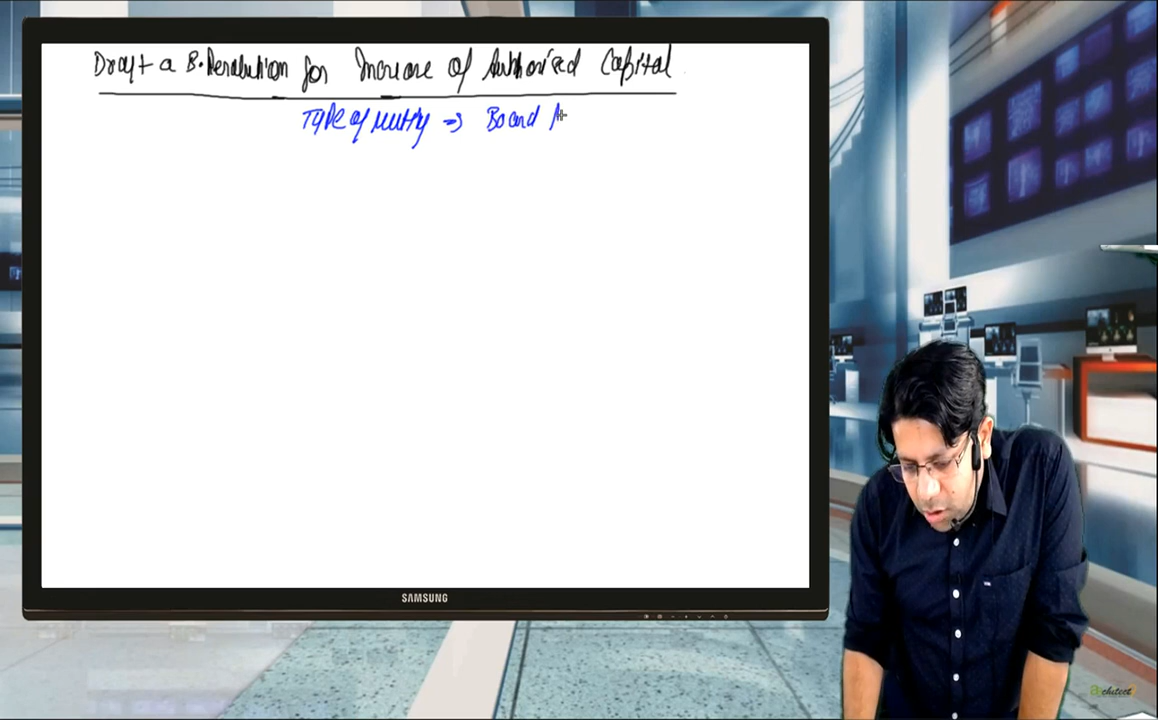 Draft a B. Resolution for Increase of Authorised Capital
Type of Meeting ⇒ Board M
SAMSUNG